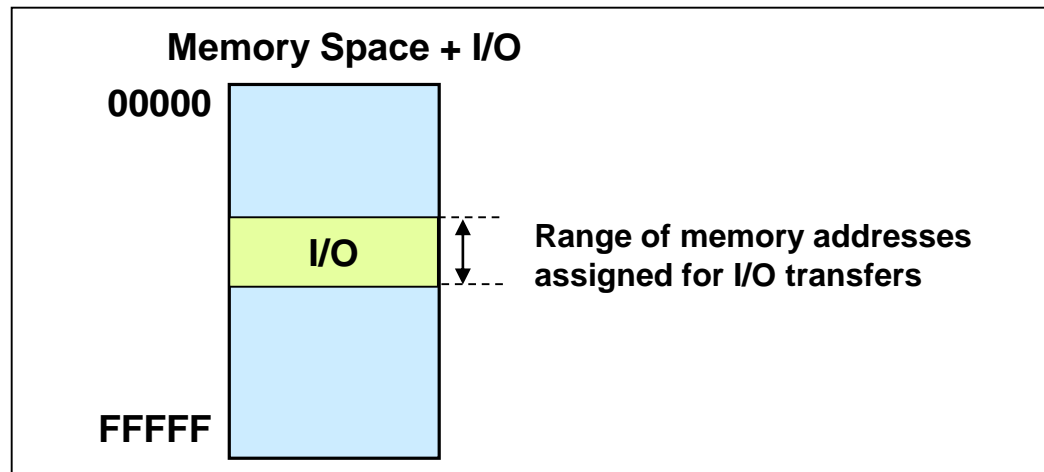 Memory Space + I/O
00000
I/O
Range of memory addresses
assigned for I/O transfers
FFFFF